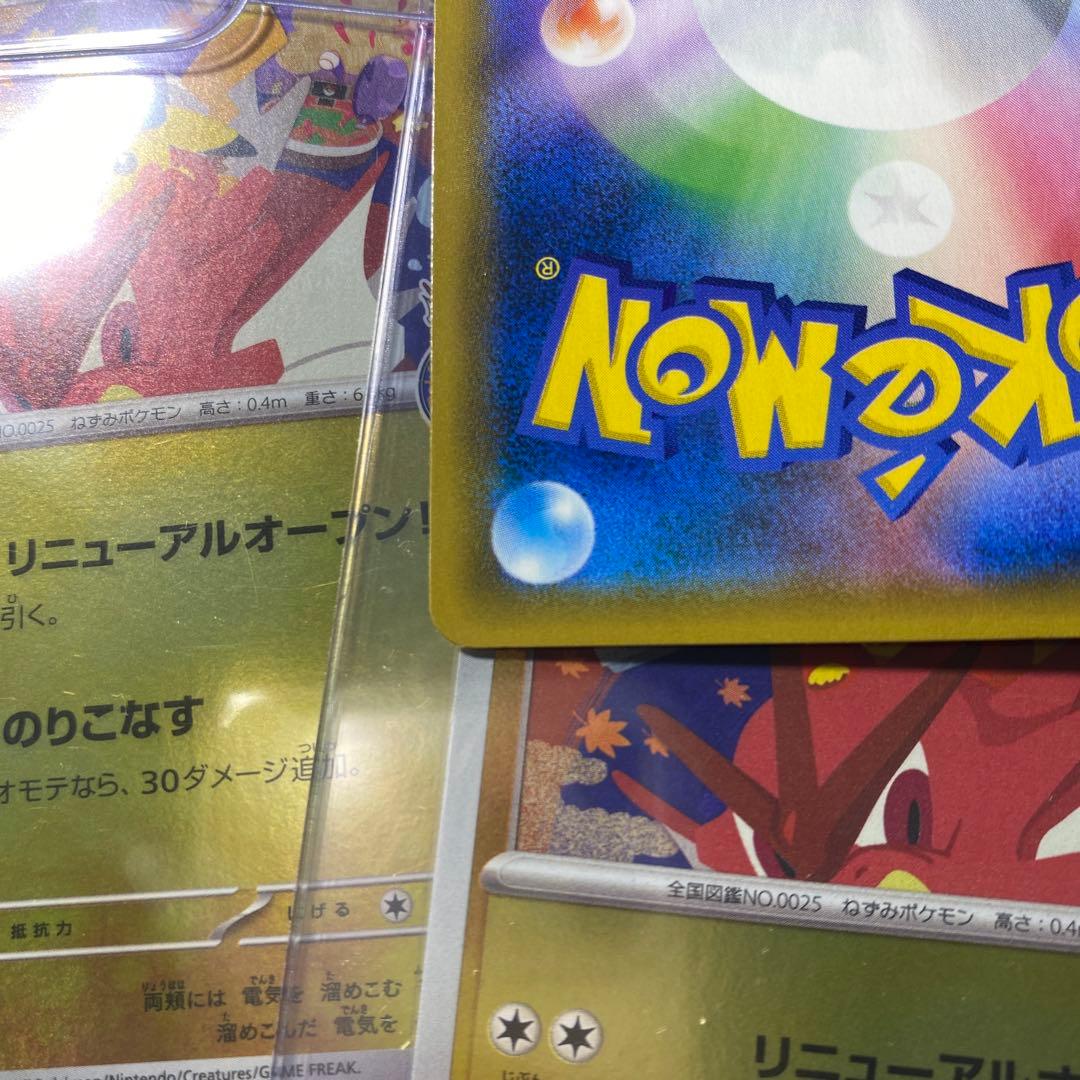 NO.0025 ねずみポケモン 高さ:0.4m 重さ:6
リニューアルオープン!
引く。
のりこなす
オモテなら、30ダメージ追加。
抵抗力
にげる
両頬には 電気を 溜めこむ
溜めこんだ 電気を
/Nintendo/Creatures/GAME FREAK.
POKéMON
®
全国図鑑NO.0025 ねずみポケモン 高さ:0.4m
リニューアル